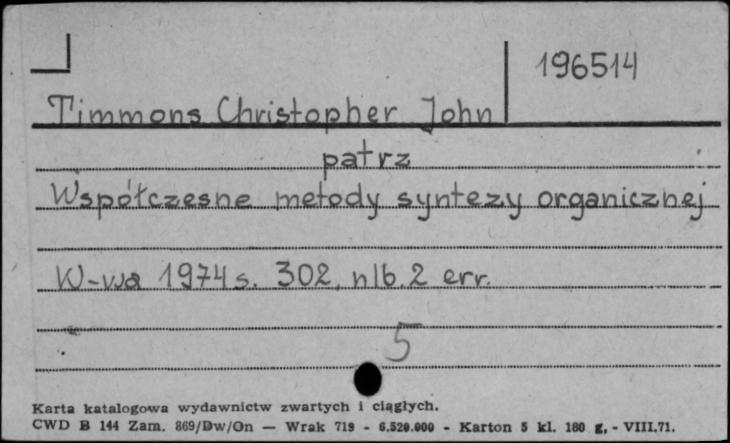 196514
Timmons Christopher John
patrz
Współczesne metody syntezy organicznej
W-wa 1974 s. 302, nlb. 2 err.
5
Karta katalogowa wydawnictw zwartych i ciągłych.
CWD B 144 Zam. 869/Dw/On — Wrak 719 - 6.520.000 - Karton 5 kl. 180 g, - VIII.71.